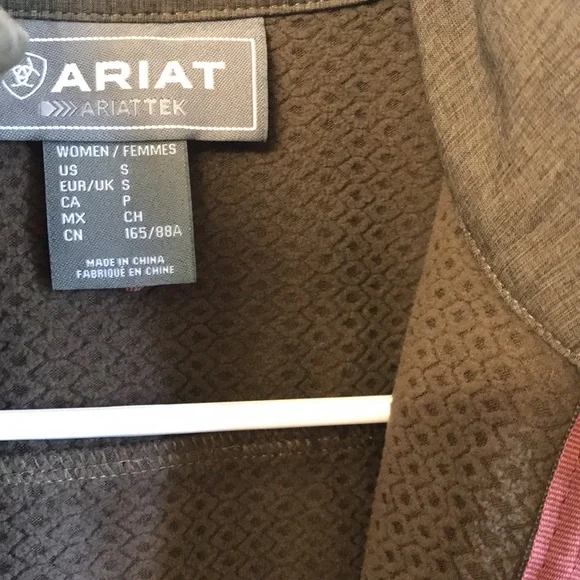 ARIAT
ARIATTEK
WOMEN / FEMMES
US S
EUR/UK S
CA P
MX CH
CN 165/88A
MADE IN CHINA
FABRIQUÉ EN CHINE